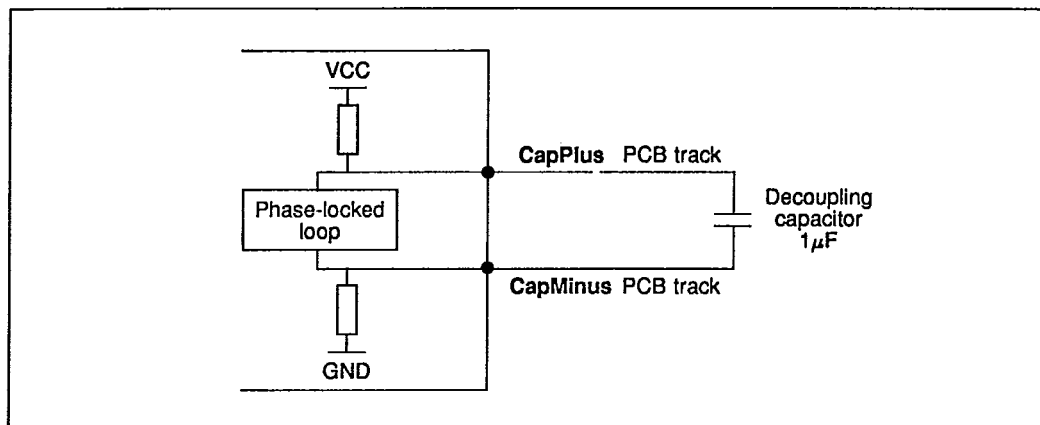 VCC
CapPlus PCB track
Phase-locked
loop
Decoupling
capacitor
1µF
CapMinus PCB track
GND